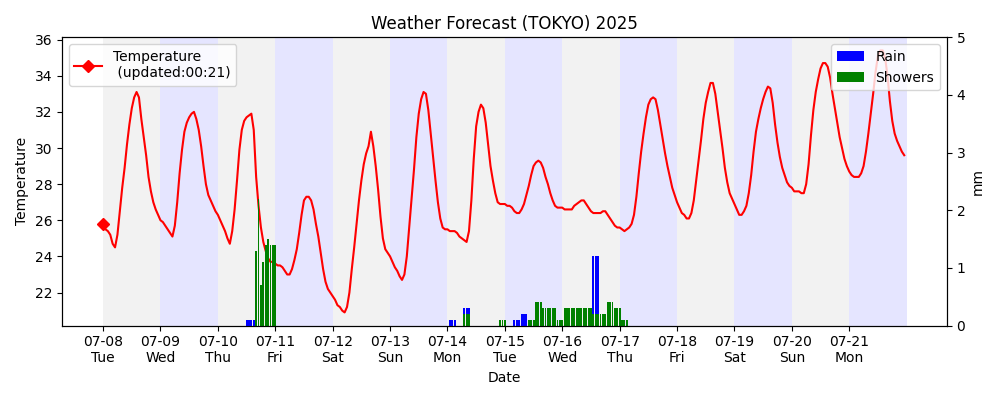 Weather Forecast (TOKYO) 2025
Temperature
(updated:00:21)
Rain
Showers
Temperature
36
34
32
30
28
26
24
22
5
4
3
2
1
0
mm
07-08 07-09 07-10 07-11 07-12 07-13 07-14 07-15 07-16 07-17 07-18 07-19 07-20 07-21
Tue Wed Thu Fri Sat Sun Mon Tue Wed Thu Fri Sat Sun Mon
Date